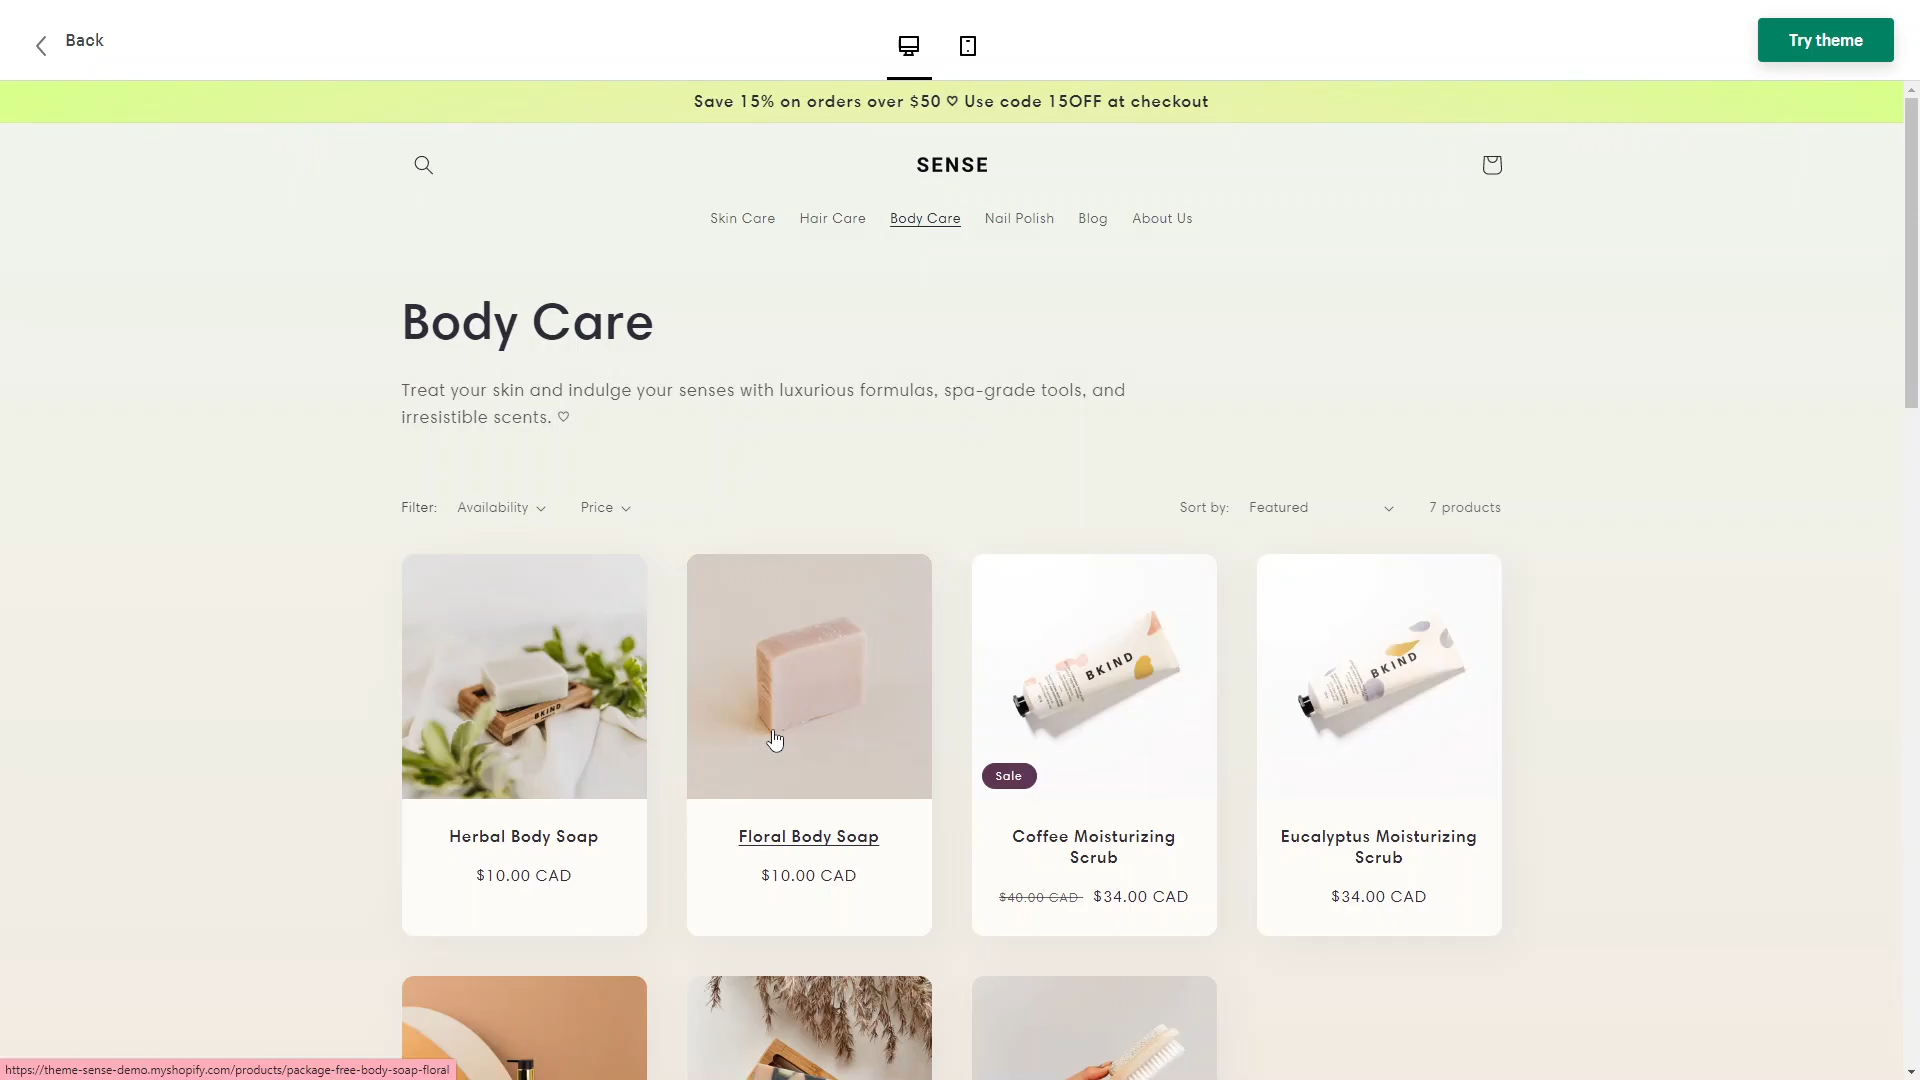 Back
Try theme
Save 15% on orders over $50 ♡ Use code 15OFF at checkout
SENSE
Skin Care Hair Care Body Care Nail Polish Blog About Us
Body Care
Treat your skin and indulge your senses with luxurious formulas, spa-grade tools, and
irresistible scents. ♡
Filter: Availability Price Sort by: Featured 7 products
BKIND
BKIND
BKIND
Sale
Herbal Body Soap
$10.00 CAD
Floral Body Soap
$10.00 CAD
Coffee Moisturizing
Scrub
$40.00 CAD $34.00 CAD
Eucalyptus Moisturizing
Scrub
$34.00 CAD
https://theme-sense-demo.myshopify.com/products/package-free-body-soap-floral